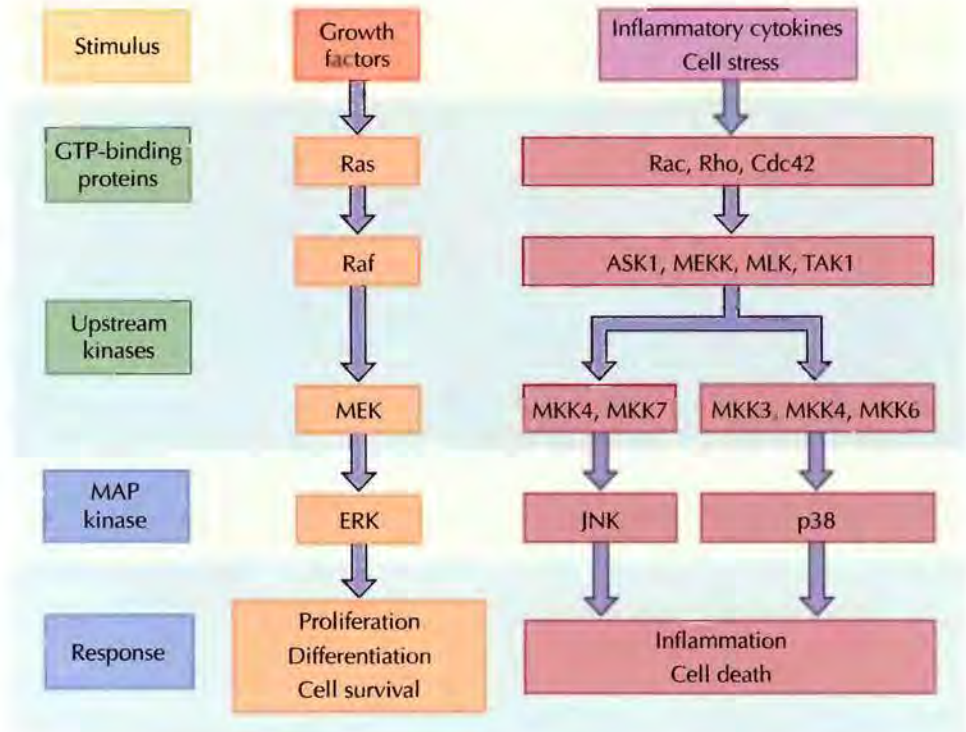 Stimulus
Growth
factors
Inflammatory cytokines
Cell stress
GTP-binding
proteins
Ras
Rac, Rho, Cdc42
Raf
ASK1, MEKK, MLK, TAK1
Upstream
kinases
MEK
MKK4, MKK7
MKK3, MKK4, MKK6
MAP
kinase
ERK
JNK
p38
Response
Proliferation
Differentiation
Cell survival
Inflammation
Cell death